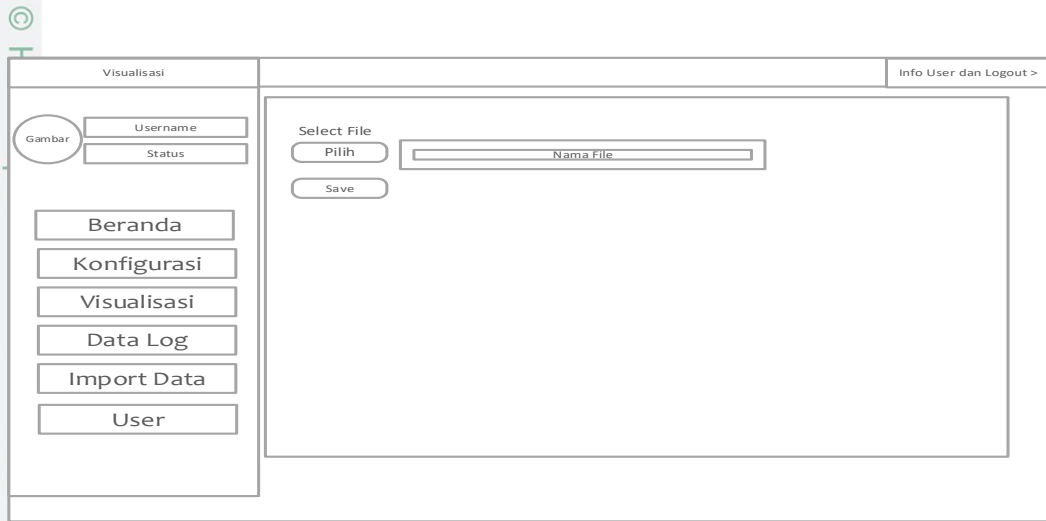 © H
Visualisasi
Info User dan Logout >
Gambar
Username
Status
Select File
Pilih
Nama File
Save
Beranda
Konfigurasi
Visualisasi
Data Log
Import Data
User